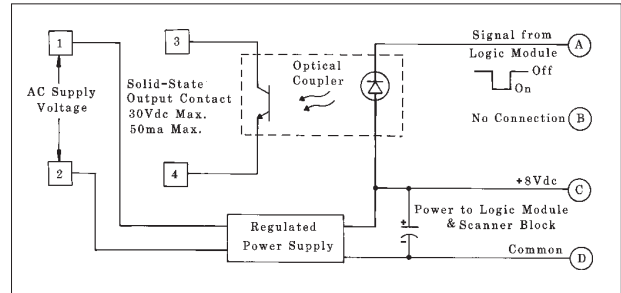 1
AC Supply
Voltage
2
3
Solid-State
Output Contact
30Vdc Max.
50ma Max.
4
Optical
Coupler
Signal from
Logic Module
A
Off
On
No Connection B
+8Vdc
C
+
-
Power to Logic Module
& Scanner Block
Regulated
Power Supply
Common
D